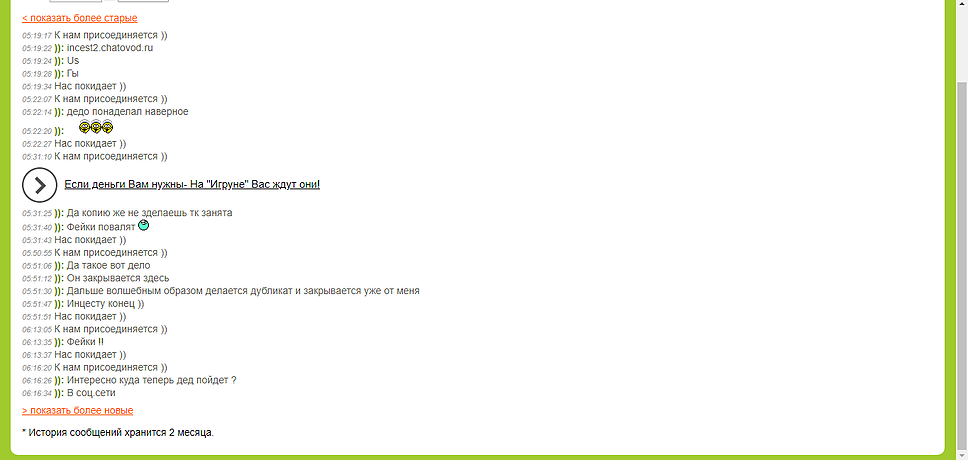 < показать более старые
05:19:17 К нам присоединяется ))
05:19:22 )): incest2.chatovod.ru
05:19:24 )): Us
05:19:28 )): Гы
05:19:34 Нас покидает ))
05:22:07 К нам присоединяется ))
05:22:14 )): дедо понаделал наверное
05:22:20 )):
05:22:27 Нас покидает ))
05:31:10 К нам присоединяется ))
Если деньги Вам нужны- На "Игруне" Вас ждут они!
05:31:25 )): Да копию же не зделаешь тк занята
05:31:40 )): Фейки повалят
05:31:43 Нас покидает ))
05:50:55 К нам присоединяется ))
05:51:06 )): Да такое вот дело
05:51:12 )): Он закрывается здесь
05:51:30 )): Дальше волшебным образом делается дубликат и закрывается уже от меня
05:51:47 )): Инцесту конец ))
05:51:51 Нас покидает ))
06:13:05 К нам присоединяется ))
06:13:35 )): Фейки !!
06:13:37 Нас покидает ))
06:16:20 К нам присоединяется ))
06:16:26 )): Интересно куда теперь дед пойдет ?
06:16:34 )): В соц.сети
> показать более новые
* История сообщений хранится 2 месяца.